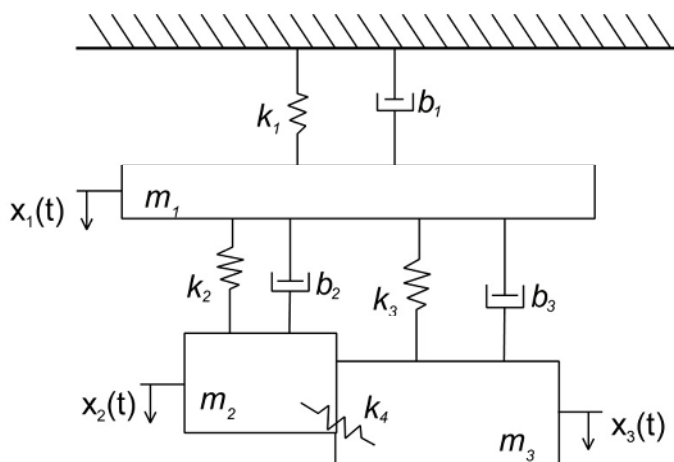 k₁
b₁
x₁(t)
m₁
k₂
b₂
k₃
b₃
x₂(t)
m₂
k₄
m₃
x₃(t)